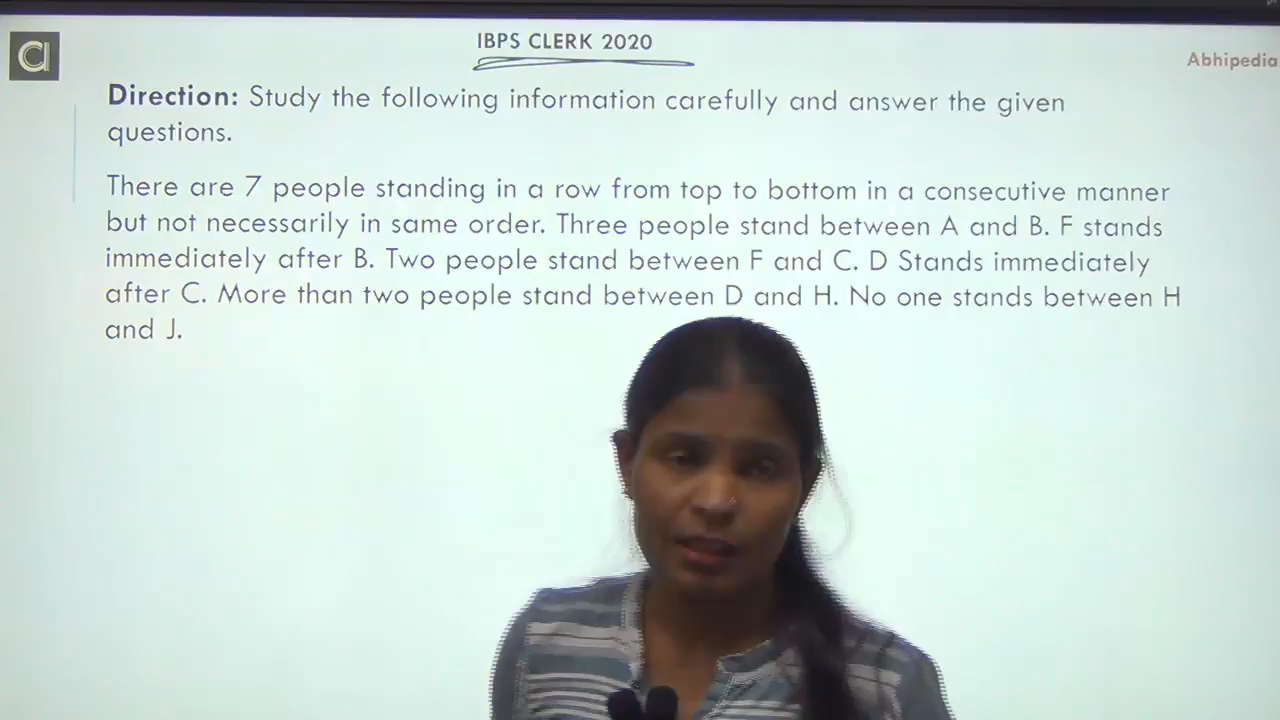 IBPS CLERK 2020
Abhipedia
Direction: Study the following information carefully and answer the given
questions.
There are 7 people standing in a row from top to bottom in a consecutive manner
but not necessarily in same order. Three people stand between A and B. F stands
immediately after B. Two people stand between F and C. D Stands immediately
after C. More than two people stand between D and H. No one stands between H
and J.